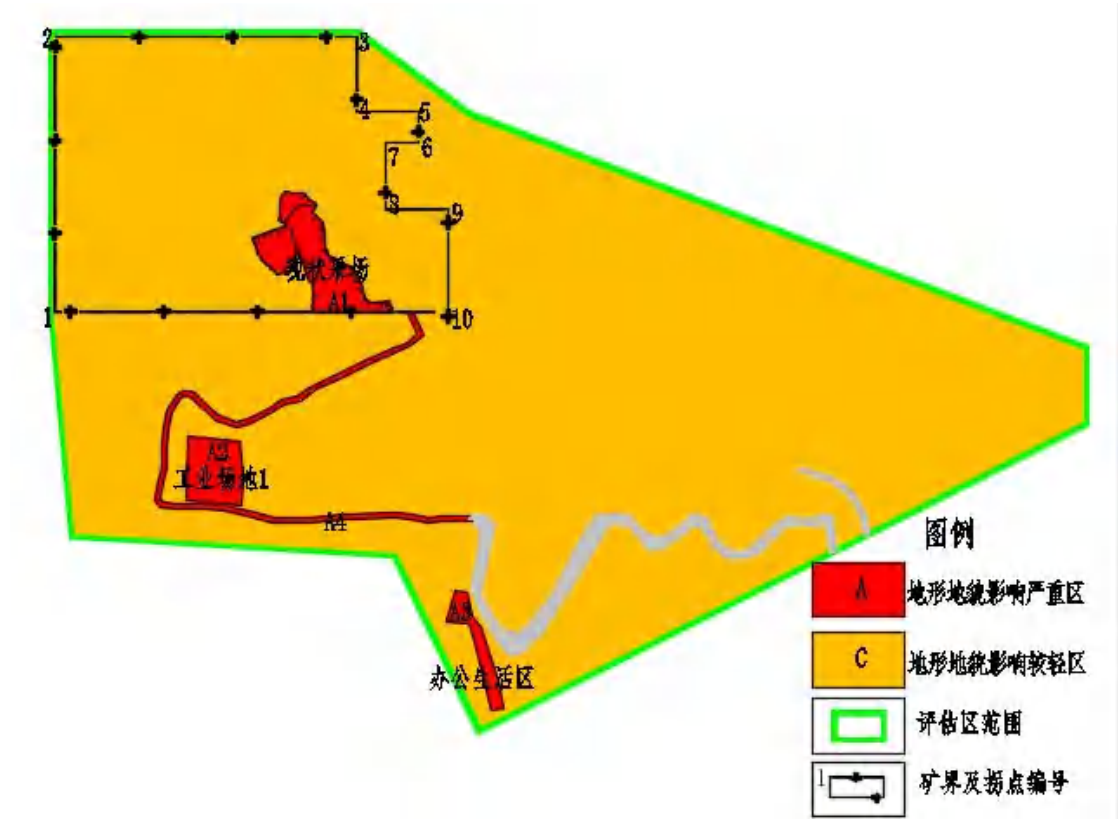 2
3
4
5
6
7
8
9
现状采场
A1
1
10
A2
工业场地1
A4
图例
A
地形地貌影响严重区
A3
C
地形地貌影响较轻区
办公生活区
评估区范围
1
矿界及拐点编号